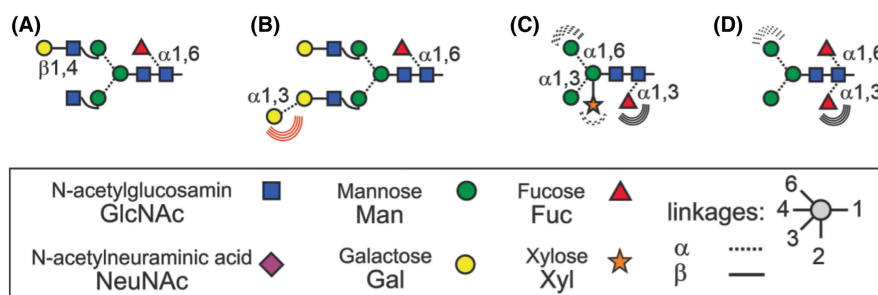 (A) (B) (C) (D)
β1,4 α1,6
α1,6
α1,3
α1,6
α1,3
α1,3
α1,6
α1,3
N-acetylglucosamin
GlcNAc
Mannose
Man
Fucose
Fuc
linkages:
6
4 1
3
2
N-acetylneuraminic acid
NeuNAc
Galactose
Gal
Xylose
Xyl
α
β